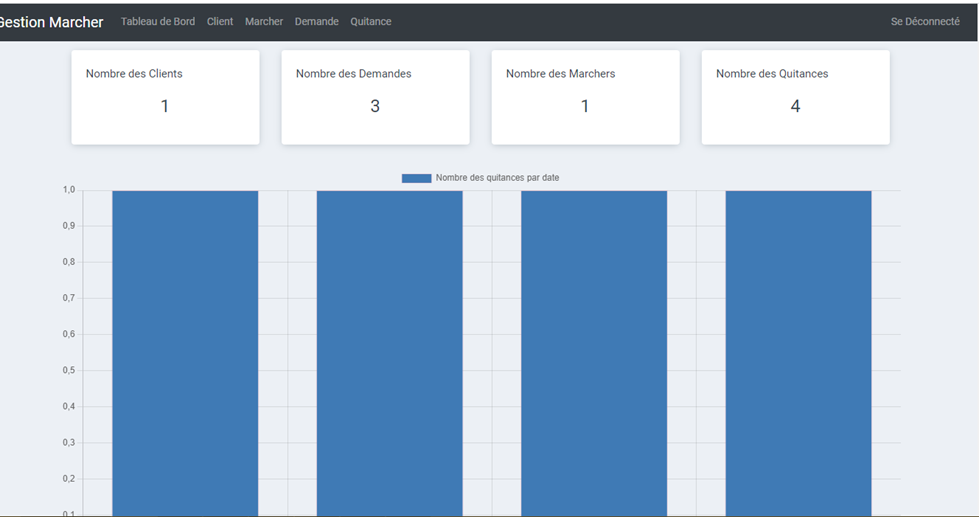 Gestion Marcher Tableau de Bord Client Marcher Demande Quitance Se Déconnecté
Nombre des Clients Nombre des Demandes Nombre des Marchers Nombre des Quitances
1 3 1 4
Nombre des quitances par date
1,0
0,9
0,8
0,7
0,6
0,5
0,4
0,3
0,2
0,1